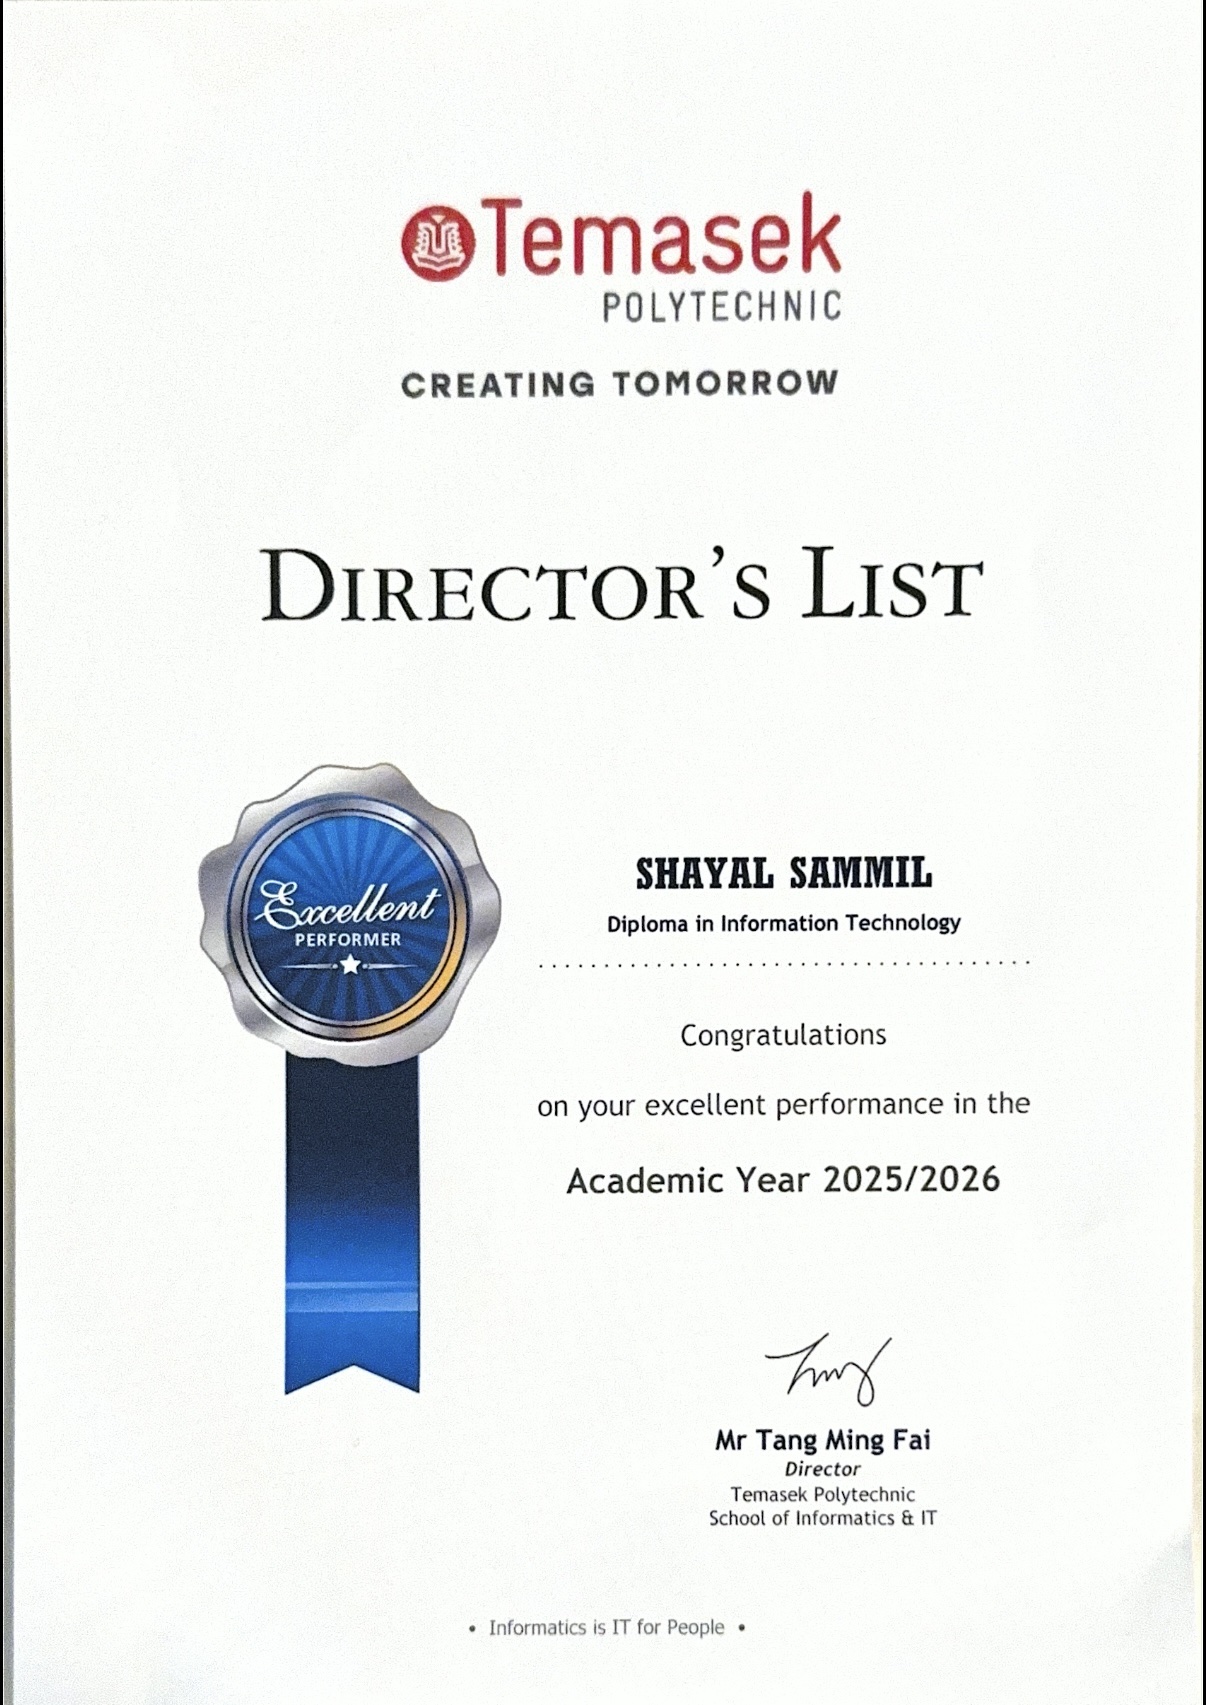 Temasek
POLYTECHNIC
CREATING TOMORROW
DIRECTOR'S LIST
Excellent
PERFORMER
SHAYAL SAMMIL
Diploma in Information Technology
Congratulations
on your excellent performance in the
Academic Year 2025/2026
Mr Tang Ming Fai
Director
Temasek Polytechnic
School of Informatics & IT
• Informatics is IT for People •